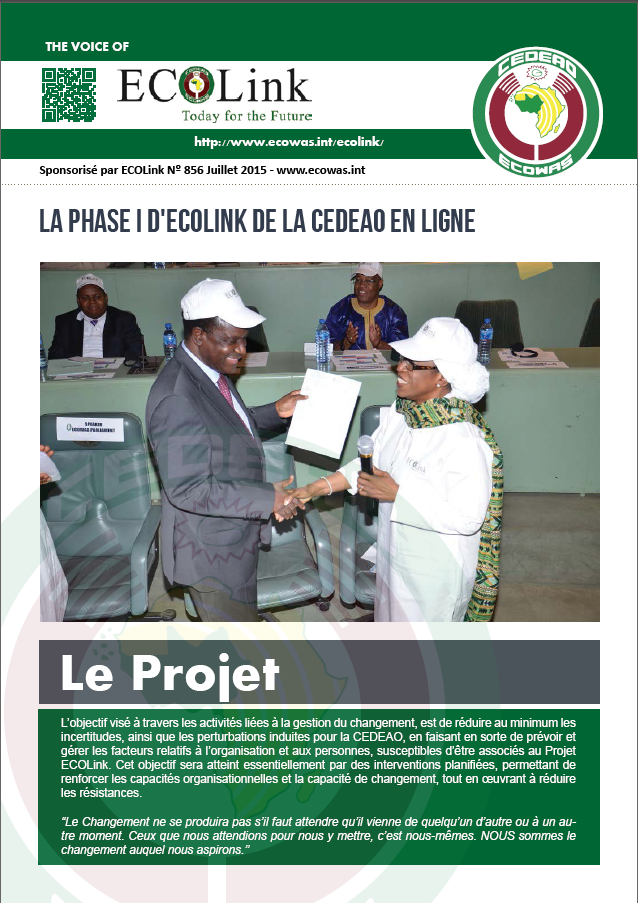 THE VOICE OF
ECOLink
Today for the Future
http://www.ecowas.int/ecolink/
CEDEAO
ECOWAS
Sponsorisé par ECOLink Nº 856 Juillet 2015 - www.ecowas.int
LA PHASE I D'ECOLINK DE LA CEDEAO EN LIGNE
SPEAKER
ECOWAS PARLIAMENT
ECOLink
Le Projet
L’objectif visé à travers les activités liées à la gestion du changement, est de réduire au minimum les
incertitudes, ainsi que les perturbations induites pour la CEDEAO, en faisant en sorte de prévoir et
gérer les facteurs relatifs à l’organisation et aux personnes, susceptibles d’être associés au Projet
ECOLink. Cet objectif sera atteint essentiellement par des interventions planifiées, permettant de
renforcer les capacités organisationnelles et la capacité de changement, tout en œuvrant à réduire
les résistances.
“Le Changement ne se produira pas s’il faut attendre qu’il vienne de quelqu’un d’autre ou à un au-
tre moment. Ceux que nous attendions pour nous y mettre, c’est nous-mêmes. NOUS sommes le
changement auquel nous aspirons.’’